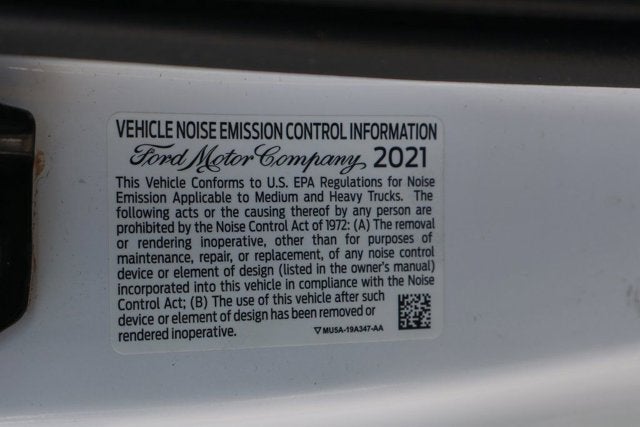 VEHICLE NOISE EMISSION CONTROL INFORMATION
Ford Motor Company 2021
This Vehicle Conforms to U.S. EPA Regulations for Noise
Emission Applicable to Medium and Heavy Trucks. The
following acts or the causing thereof by any person are
prohibited by the Noise Control Act of 1972: (A) The removal
or rendering inoperative, other than for purposes of
maintenance, repair, or replacement, of any noise control
device or element of design (listed in the owner's manual)
incorporated into this vehicle in compliance with the Noise
Control Act; (B) The use of this vehicle after such
device or element of design has been removed or
rendered inoperative.
MU5A-19A347-AA